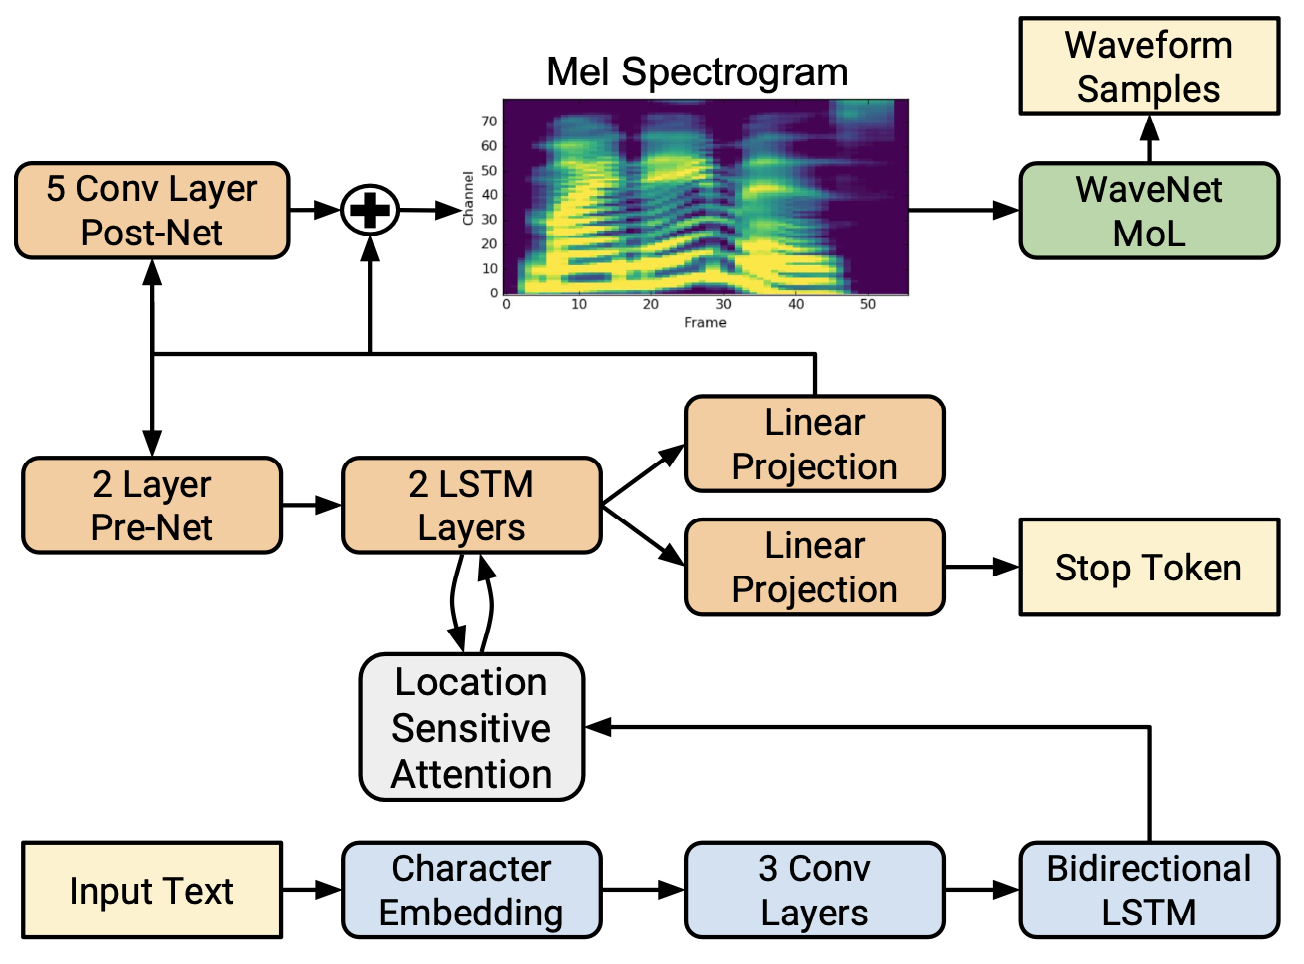 Waveform
Samples
Mel Spectrogram
70
60
50
40
30
20
10
0
Channel
0 10 20 30 40 50
Frame
5 Conv Layer
Post-Net
WaveNet
MoL
Linear
Projection
2 Layer
Pre-Net
2 LSTM
Layers
Linear
Projection
Stop Token
Location
Sensitive
Attention
Input Text
Character
Embedding
3 Conv
Layers
Bidirectional
LSTM